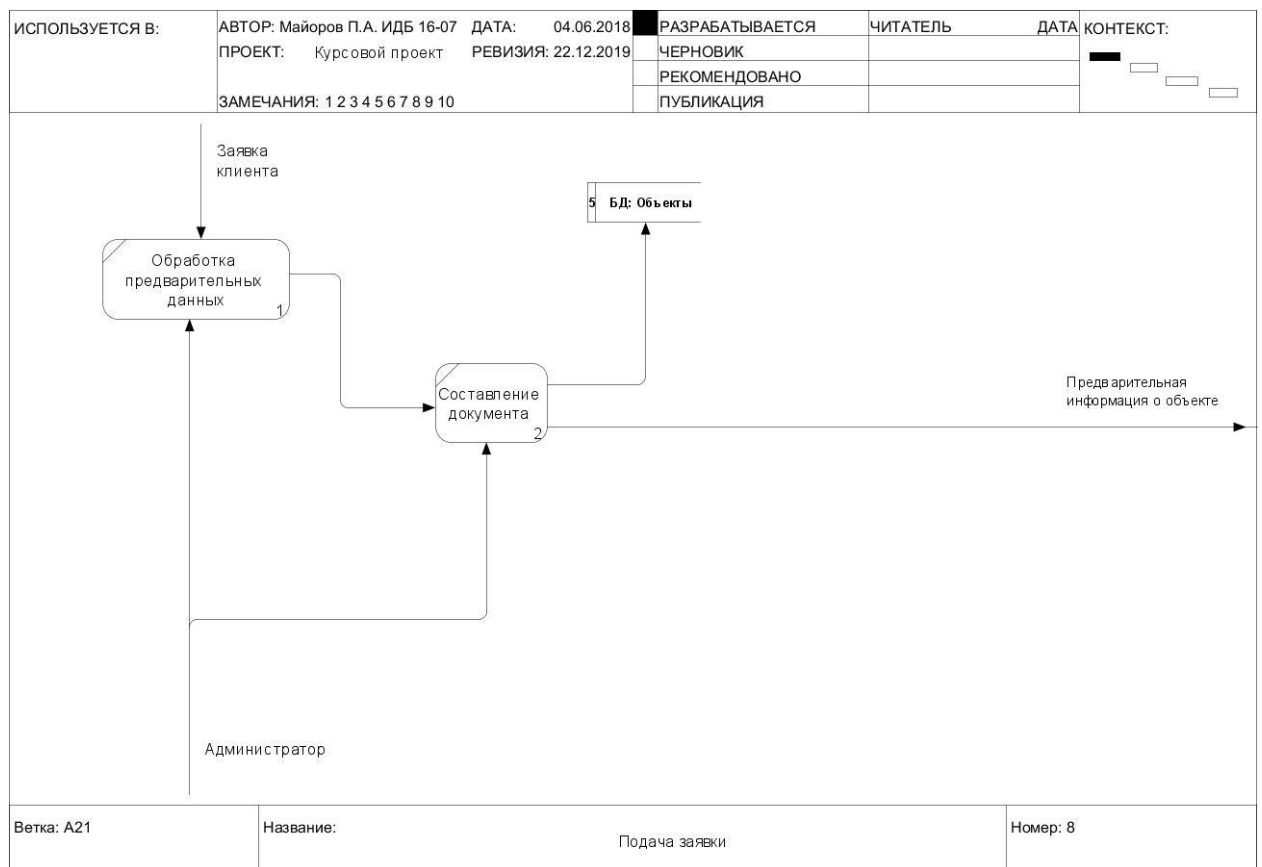 ИСПОЛЬЗУЕТСЯ В:
АВТОР: Майоров П.А. ИДБ 16-07
ДАТА: 04.06.2018
РАЗРАБАТЫВАЕТСЯ
ЧИТАТЕЛЬ
ДАТА
КОНТЕКСТ:
ПРОЕКТ: Курсовой проект
РЕВИЗИЯ: 22.12.2019
ЧЕРНОВИК
РЕКОМЕНДОВАНО
ЗАМЕЧАНИЯ: 1 2 3 4 5 6 7 8 9 10
ПУБЛИКАЦИЯ
Заявка
клиента
5 БД: Объекты
Обработка
предварительных
данных
1
Составление
документа
2
Предварительная
информация о объекте
Администратор
Ветка: A21
Название:
Подача заявки
Номер: 8